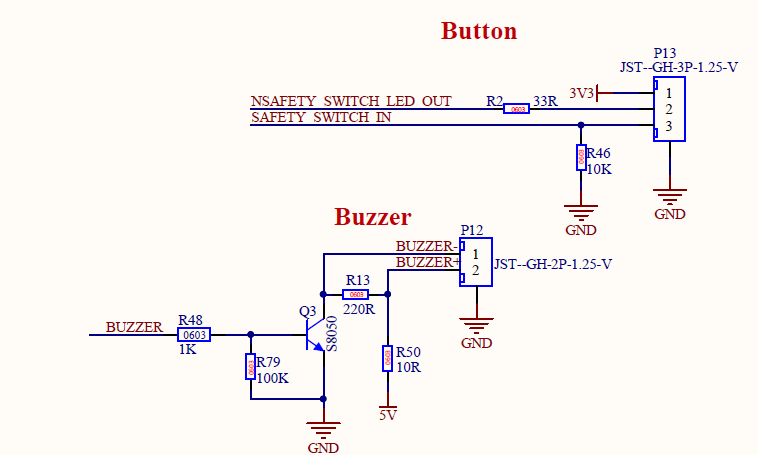 Button
P13
JST--GH-3P-1.25-V
3V3
1
NSAFETY_SWITCH_LED_OUT
R2
0603
33R
2
SAFETY_SWITCH_IN
3
0603
R46
10K
GND
GND
Buzzer
P12
BUZZER-
1
BUZZER+
2
JST--GH-2P-1.25-V
R13
0603
220R
Q3
S8050
GND
BUZZER
R48
0603
1K
0603
R79
100K
0603
R50
10R
5V
GND